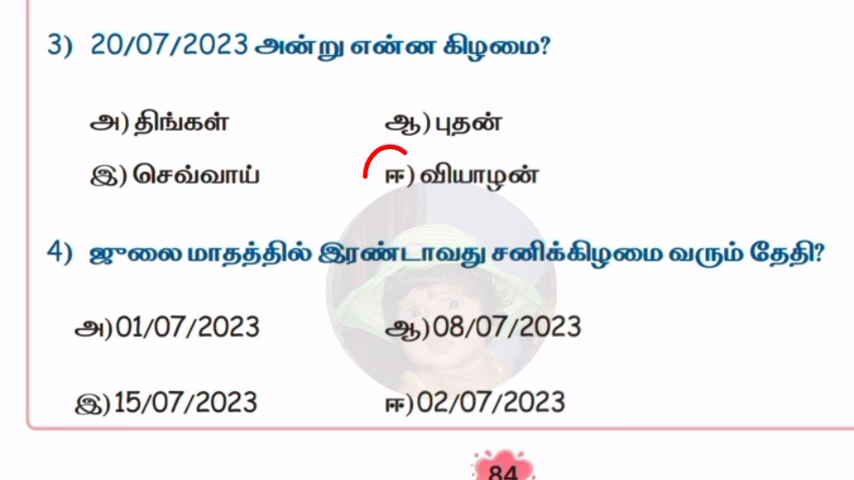 3) 20/07/2023 அன்று என்ன கிழமை?
அ) திங்கள் ஆ) புதன்
இ) செவ்வாய் ஈ) வியாழன்
4) ஜுலை மாதத்தில் இரண்டாவது சனிக்கிழமை வரும் தேதி?
அ) 01/07/2023 ஆ) 08/07/2023
இ) 15/07/2023 ஈ) 02/07/2023
84